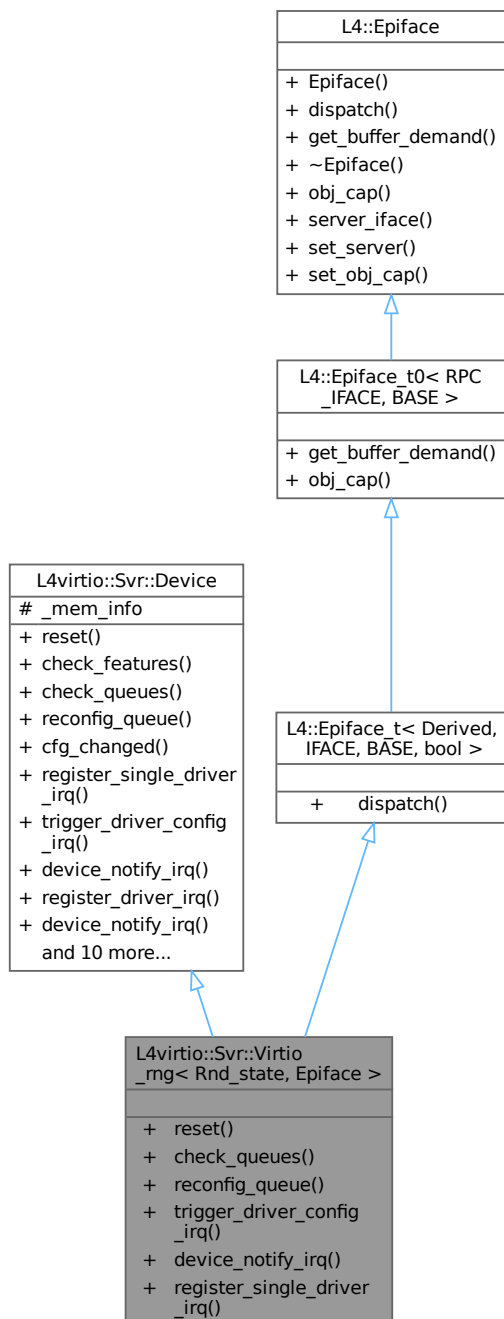 L4::Epiface
+ Epiface()
+ dispatch()
+ get_buffer_demand()
+ ~Epiface()
+ obj_cap()
+ server_iface()
+ set_server()
+ set_obj_cap()
L4::Epiface_t0< RPC
_IFACE, BASE >
+ get_buffer_demand()
+ obj_cap()
L4virtio::Svr::Device
# _mem_info
+ reset()
+ check_features()
+ check_queues()
+ reconfig_queue()
+ cfg_changed()
+ register_single_driver
_irq()
+ trigger_driver_config
_irq()
+ device_notify_irq()
+ register_driver_irq()
+ device_notify_irq()
and 10 more...
L4::Epiface_t< Derived,
IFACE, BASE, bool >
+ dispatch()
L4virtio::Svr::Virtio
_rng< Rnd_state, Epiface >
+ reset()
+ check_queues()
+ reconfig_queue()
+ trigger_driver_config
_irq()
+ device_notify_irq()
+ register_single_driver
_irq()